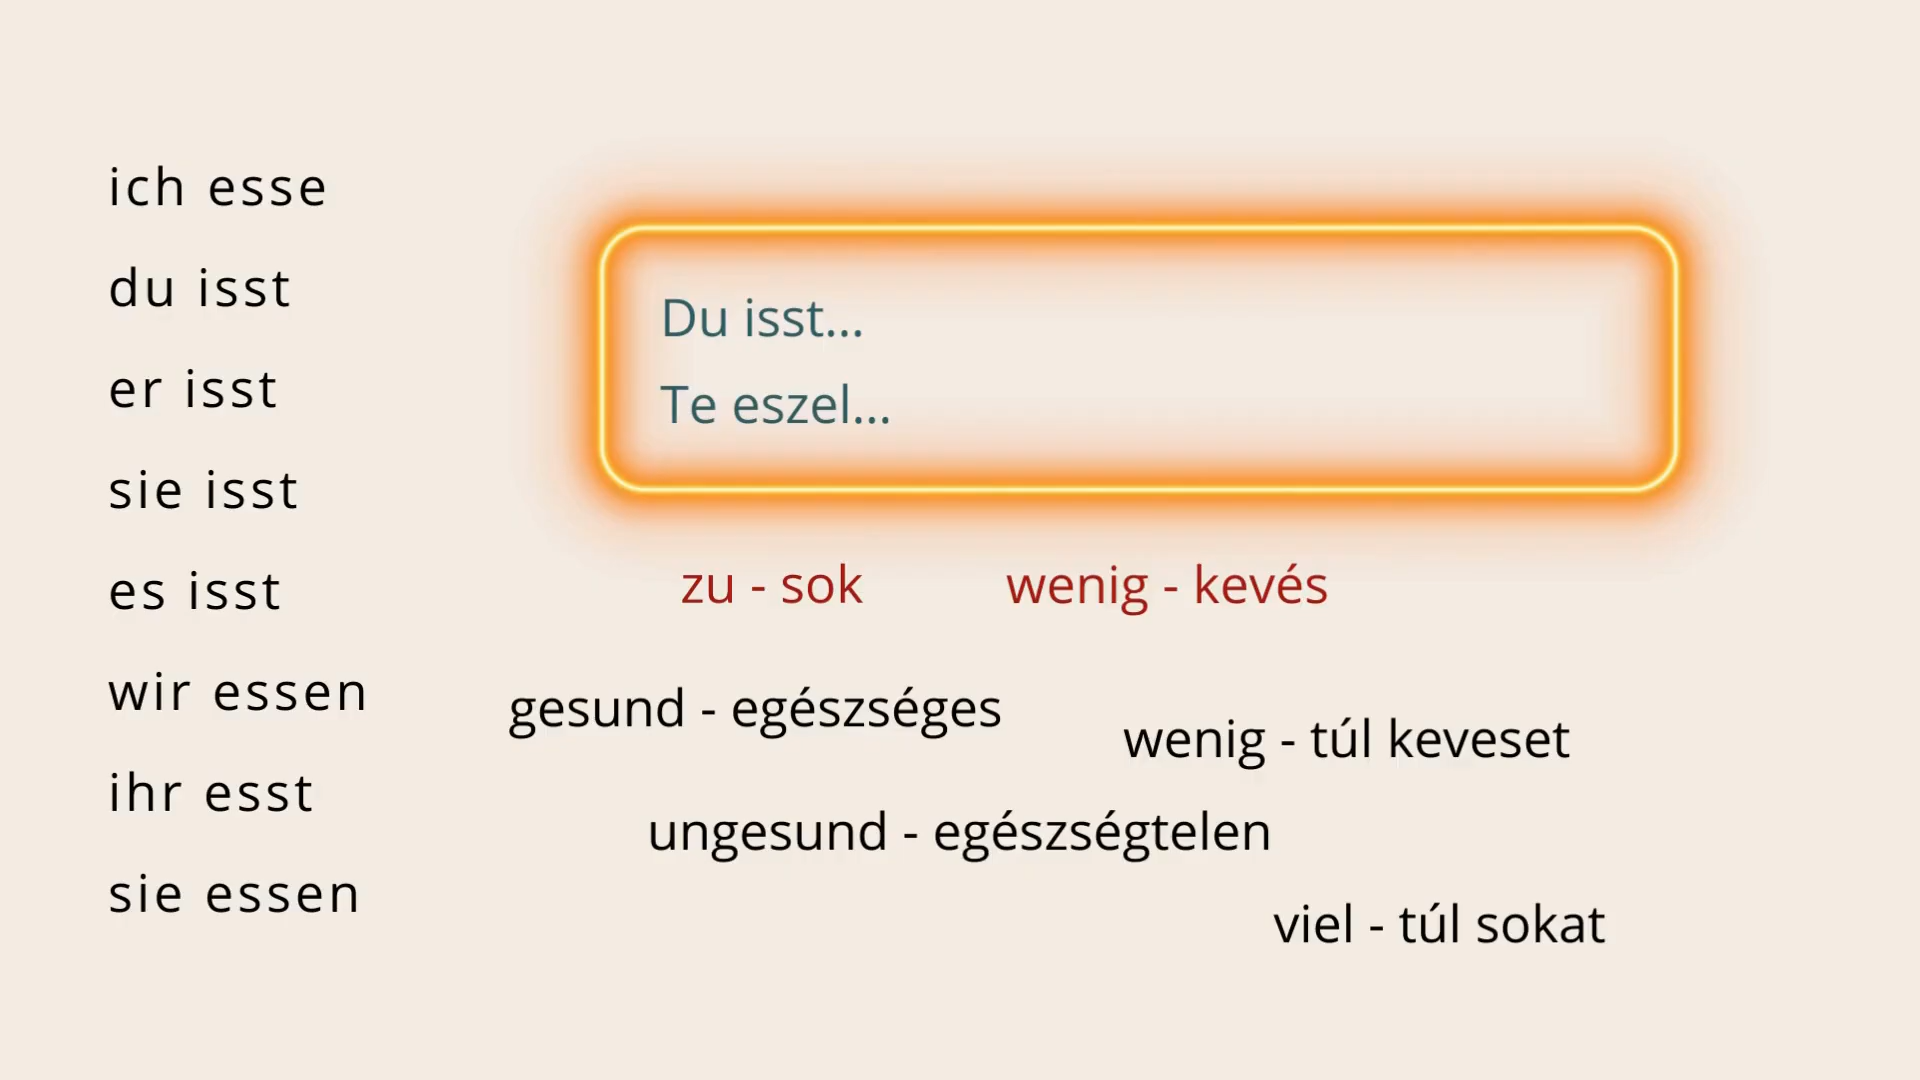 ich esse
du isst
er isst
sie isst
es isst
wir essen
ihr esst
sie essen
Du isst...
Te eszel...
zu - sok
wenig - kevés
gesund - egészséges
wenig - túl keveset
ungesund - egészségtelen
viel - túl sokat